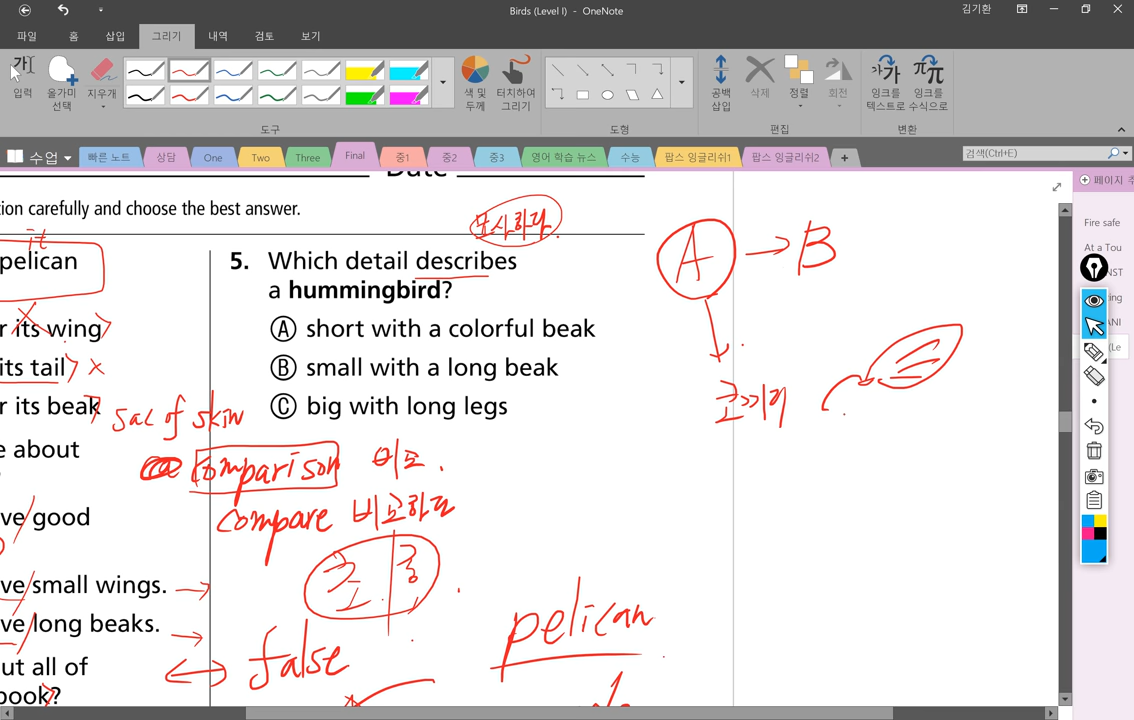 Birds (Level I) - OneNote
김기환
파일 홈 삽입 그리기 내역 검토 보기
입력
올가미
선택
지우개
색 및
두께
터치하여
그리기
공백
삽입
삭제
정렬
회전
잉크를
텍스트로
잉크를
수식으로
도구
도형
편집
변환
수업
빠른 노트 상담 One Two Three Final 중1 중2 중3 영어 학습 뉴스 수능 팝스 잉글리쉬1 팝스 잉글리쉬2
검색(Ctrl+E)
페이지 추
Fire safe
At a Tou
NST
ing
ANI
(Le
Date
tion carefully and choose the best answer.
묘사하다
it
pelican
r its wing
its tail
r its beak
sac of skin
e about
?
ve good
ve small wings.
ve long beaks.
ut all of
book?
5. Which detail describes
a hummingbird?
Ⓐ short with a colorful beak
Ⓑ small with a long beak
Ⓒ big with long legs
comparison
compare 비교하다
false
pelican
A → B